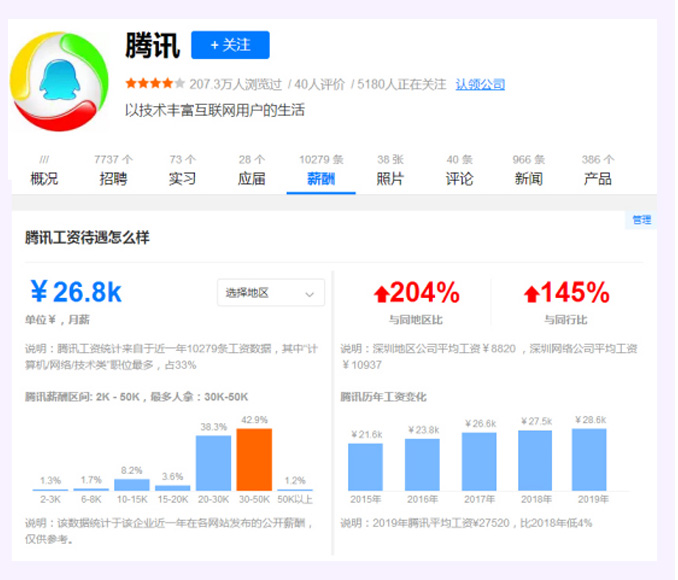 腾讯
+ 关注
207.3万人浏览过 / 40人评价 / 5180人正在关注 认领公司
以技术丰富互联网用户的生活
/// 7737 个 73 个 28 个 10279 条 38 张 40 条 966 条 386 个
概况 招聘 实习 应届 薪酬 照片 评论 新闻 产品
管理
腾讯工资待遇怎么样
￥26.8k
选择地区
单位￥，月薪
204%
与同地区比
145%
与同行比
说明：腾讯工资统计来自于近一年10279条工资数据，其中“计
算机/网络/技术类”职位最多，占33%
说明：深圳地区公司平均工资￥8820 ，深圳网络公司平均工资
￥10937
腾讯薪酬区间: 2K - 50K，最多人拿：30K-50K
1.3% 1.7% 8.2% 3.6% 38.3% 42.9% 1.2%
2-3K 6-8K 10-15K 15-20K 20-30K 30-50K 50K以上
说明：该数据统计于该企业近一年在各网站发布的公开薪酬，
仅供参考。
腾讯历年工资变化
￥21.6k ￥23.8k ￥26.6k ￥27.5k ￥28.6k
2015年 2016年 2017年 2018年 2019年
说明：2019年腾讯平均工资¥27520，比2018年低4%